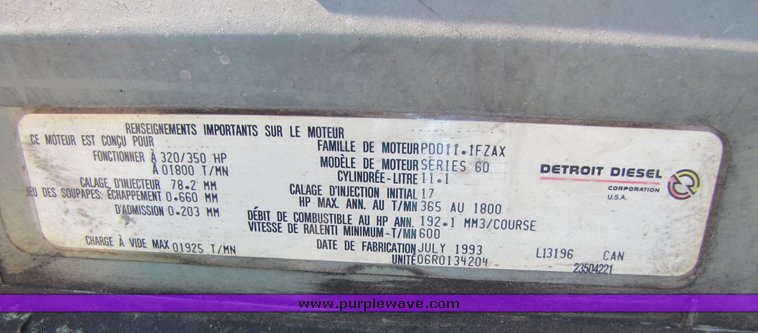 RENSEIGNEMENTS IMPORTANTS SUR LE MOTEUR
CE MOTEUR EST CONÇU POUR
FONCTIONNER À 320/350 HP
À 01800 T/MN
CALAGE D'INJECTEUR 78.2 MM
JEU DES SOUPAPES: ÉCHAPPEMENT 0.660 MM
D'ADMISSION 0.203 MM
CHARGE À VIDE MAX 01925 T/MN
FAMILLE DE MOTEUR PDD11.1FZAX
MODÈLE DE MOTEUR SERIES 60
CYLINDRÉE-LITRE 11.1
CALAGE D'INJECTION INITIAL 17
HP MAX. ANN. AU T/MN 365 AU 1800
DÉBIT DE COMBUSTIBLE AU HP ANN. 192.1 MM3/COURSE
VITESSE DE RALENTI MINIMUM-T/MN 600
DATE DE FABRICATION JULY 1993
UNITÉ 06R0134204
DETROIT DIESEL
CORPORATION
U.S.A.
L13196 CAN
23504221
www.purplewave.com